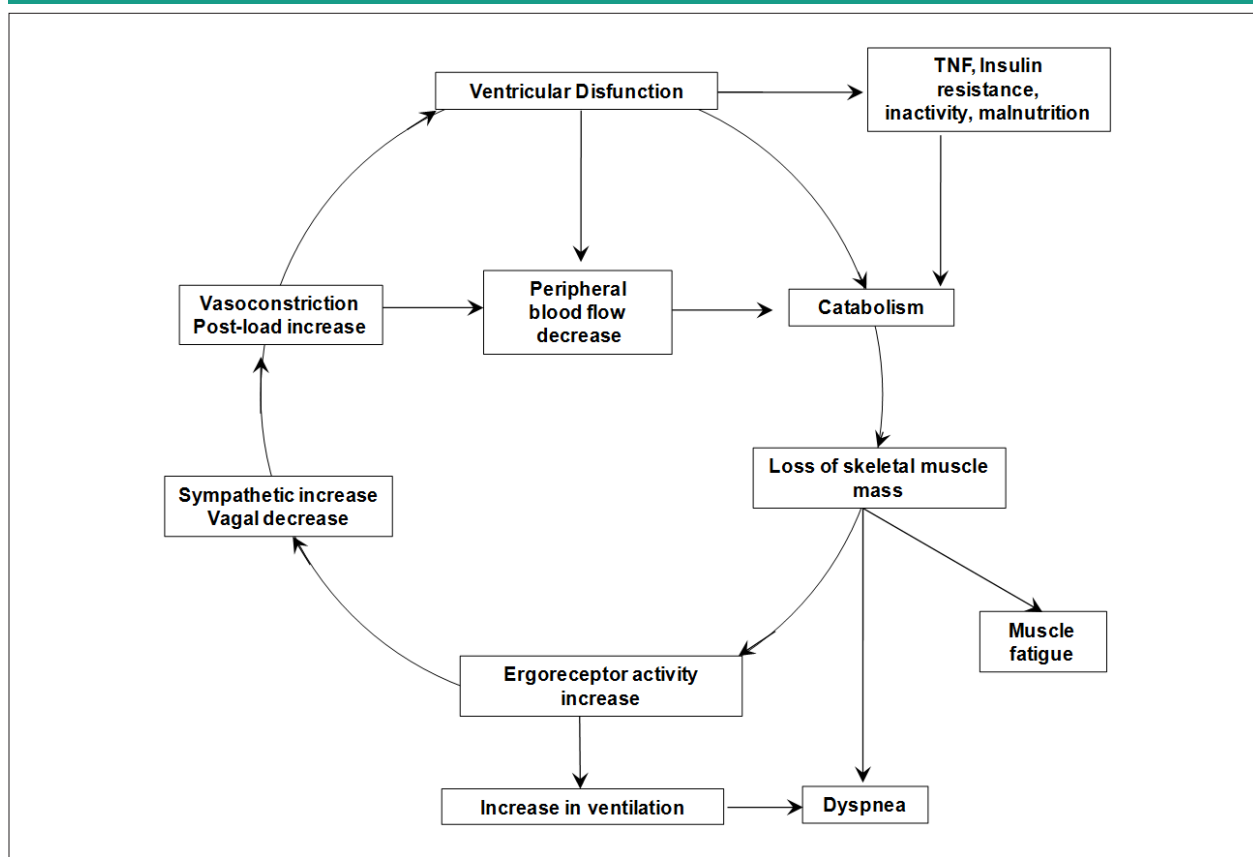 Ventricular Disfunction
TNF, Insulin
resistance,
inactivity, malnutrition
Vasoconstriction
Post-load increase
Peripheral
blood flow
decrease
Catabolism
Loss of skeletal muscle
mass
Sympathetic increase
Vagal decrease
Muscle
fatigue
Ergoreceptor activity
increase
Increase in ventilation
Dyspnea